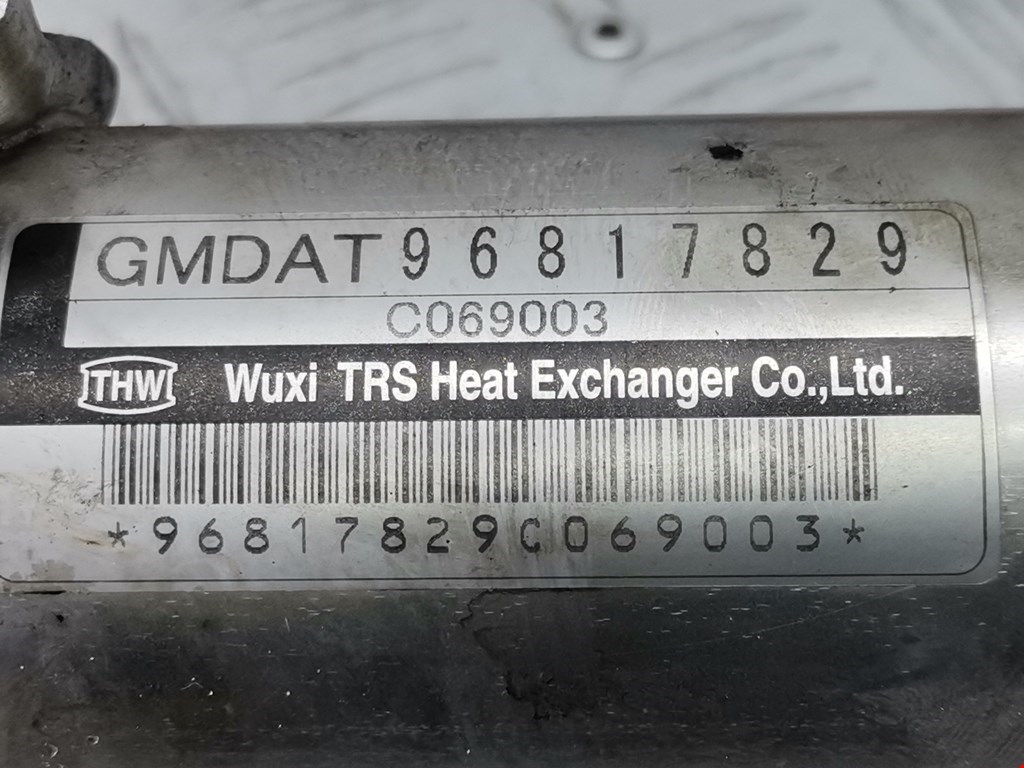 GMDAT 96817829
C069003
THW Wuxi TRS Heat Exchanger Co.,Ltd.
*96817829C069003*